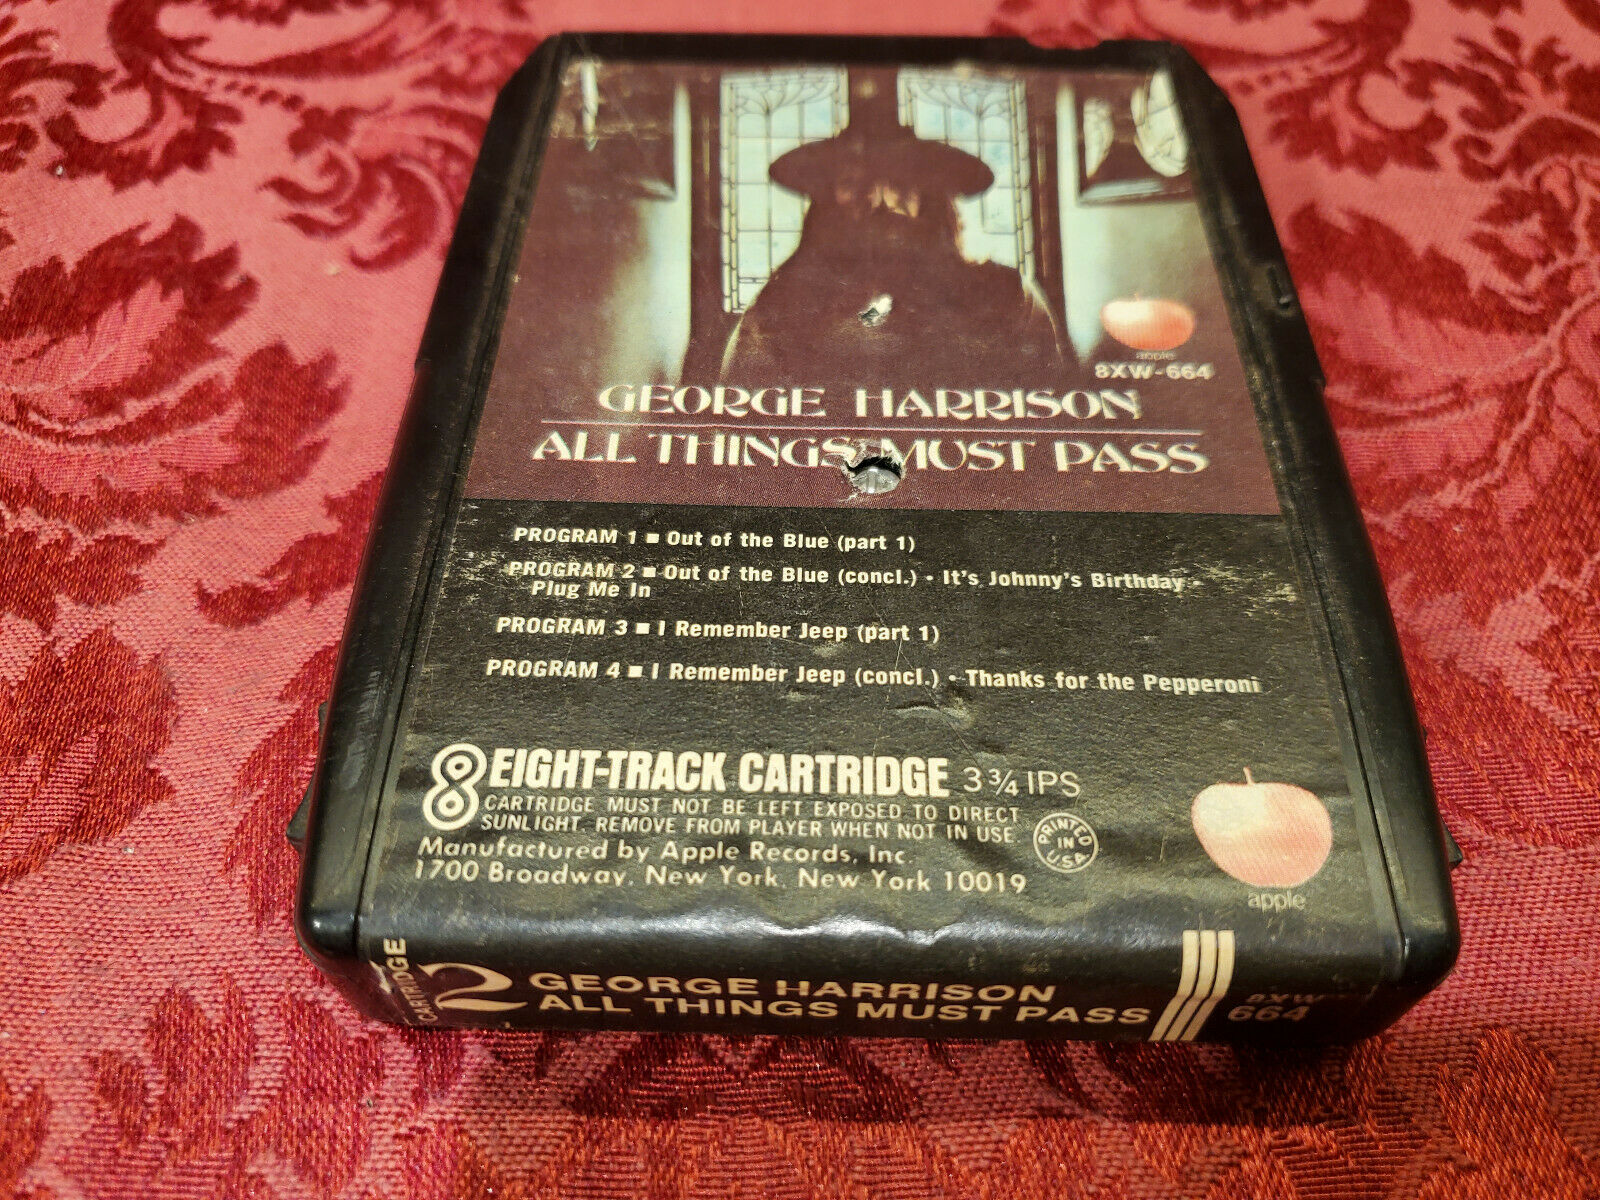 apple
8XW-664
GEORGE HARRISON
ALL THINGS MUST PASS
PROGRAM 1 ■ Out of the Blue (part 1)
PROGRAM 2 ■ Out of the Blue (concl.) • It's Johnny's Birthday •
Plug Me In
PROGRAM 3 ■ I Remember Jeep (part 1)
PROGRAM 4 ■ I Remember Jeep (concl.) • Thanks for the Pepperoni
8 EIGHT-TRACK CARTRIDGE 3 3/4 IPS
CARTRIDGE MUST NOT BE LEFT EXPOSED TO DIRECT
SUNLIGHT. REMOVE FROM PLAYER WHEN NOT IN USE
PRINTED IN U.S.A.
Manufactured by Apple Records, Inc.
1700 Broadway, New York, New York 10019
apple
CARTRIDGE
2
GEORGE HARRISON
ALL THINGS MUST PASS
8XW
664